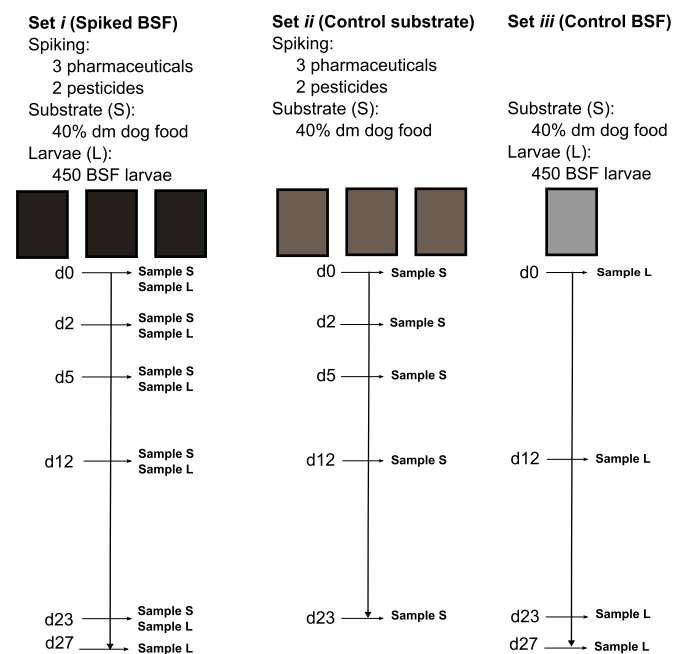 Set i (Spiked BSF)
Spiking:
3 pharmaceuticals
2 pesticides
Substrate (S):
40% dm dog food
Larvae (L):
450 BSF larvae
d0
Sample S
Sample L
d2
Sample S
Sample L
d5
Sample S
Sample L
d12
Sample S
Sample L
d23
Sample S
Sample L
d27
Sample L
Set ii (Control substrate)
Spiking:
3 pharmaceuticals
2 pesticides
Substrate (S):
40% dm dog food
d0
Sample S
d2
Sample S
d5
Sample S
d12
Sample S
d23
Sample S
Set iii (Control BSF)
Substrate (S):
40% dm dog food
Larvae (L):
450 BSF larvae
d0
Sample L
d12
Sample L
d23
Sample L
d27
Sample L